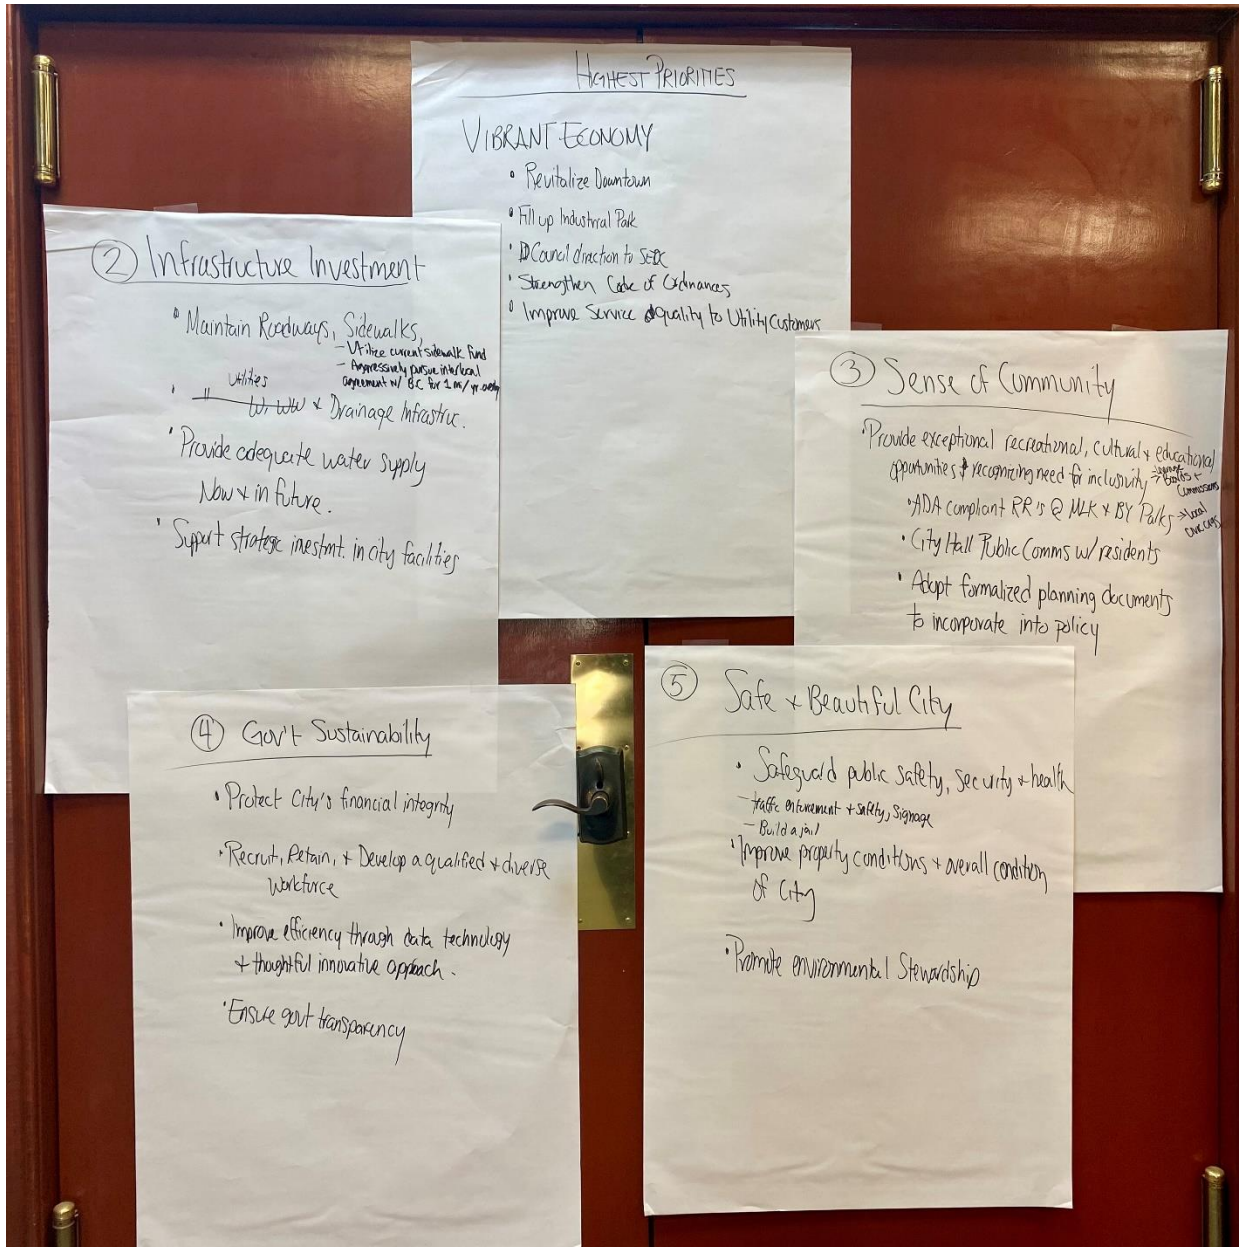 HIGHEST PRIORITIES
VIBRANT ECONOMY
• Revitalize Downtown
• Fill up Industrial Park
• Council direction to SEDC
• Strengthen Code of Ordinances
• Improve Service quality to Utility Customers
② Infrastructure Investment
• Maintain Roadways, Sidewalks,
- Utilize current sidewalk fund
- Aggressively pursue interlocal
agreement w/ BC for 1 mi/yr
Utilities
• W, WW + Drainage Infrastruc.
• Provide adequate water supply
Now + in future.
• Support strategic investmt. in city facilities
③ Sense of Community
• Provide exceptional recreational, cultural + educational
opportunities recognizing need for inclusivity →
Boards +
Commissions
• ADA compliant RR's @ MLK + BY Parks → local
• City Hall Public Comms w/ residents
• Adopt formalized planning documents
to incorporate into policy
④ Gov't Sustainability
• Protect City's financial integrity
• Recruit, Retain, + Develop a qualified + diverse
workforce
• Improve efficiency through data technology
+ thoughtful innovative approach.
• Ensure govt transparency
⑤ Safe + Beautiful City
• Safeguard public safety, security + health
- traffic enforcement + safety, signage
- Build a jail
• Improve property conditions + overall condition
of City
• Promote environmental Stewardship